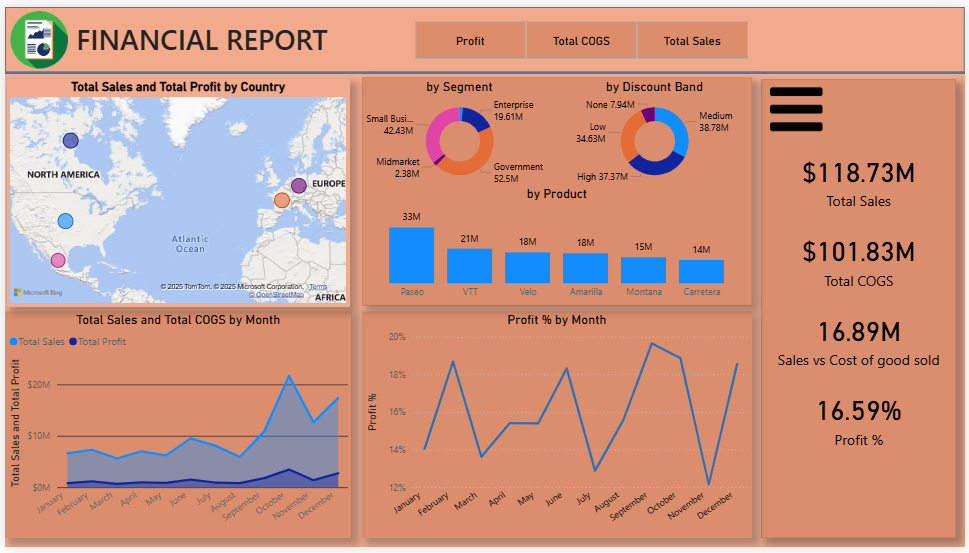 FINANCIAL REPORT
Profit
Total COGS
Total Sales
Total Sales and Total Profit by Country
NORTH AMERICA
EUROPE
Atlantic
Ocean
AFRICA
Microsoft Bing
© 2025 TomTom, © 2025 Microsoft Corporation, Terms
© OpenStreetMap
by Segment
Enterprise
19.61M
Small Busi...
42.43M
Midmarket
2.38M
Government
52.5M
by Discount Band
None 7.94M
Medium
38.78M
Low
34.63M
High 37.37M
by Product
33M
21M
18M
18M
15M
14M
Paseo
VTT
Velo
Amarilla
Montana
Carretera
$118.73M
Total Sales
$101.83M
Total COGS
16.89M
Sales vs Cost of good sold
16.59%
Profit %
Total Sales and Total COGS by Month
Total Sales
Total Profit
Total Sales and Total Profit
$20M
$10M
$0M
January
February
March
April
May
June
July
August
September
October
November
December
Profit % by Month
Profit %
20%
18%
16%
14%
12%
January
February
March
April
May
June
July
August
September
October
November
December